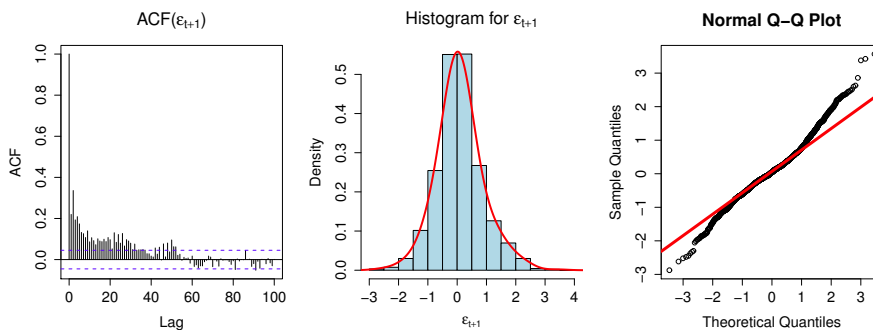 ACF(ε_{t+1})
ACF
0.0 0.2 0.4 0.6 0.8 1.0
0 20 40 60 80 100
Lag
Histogram for ε_{t+1}
Density
0.0 0.1 0.2 0.3 0.4 0.5
−3 −2 −1 0 1 2 3 4
ε_{t+1}
Normal Q−Q Plot
Sample Quantiles
−3 −2 −1 0 1 2 3
−3 −2 −1 0 1 2 3
Theoretical Quantiles